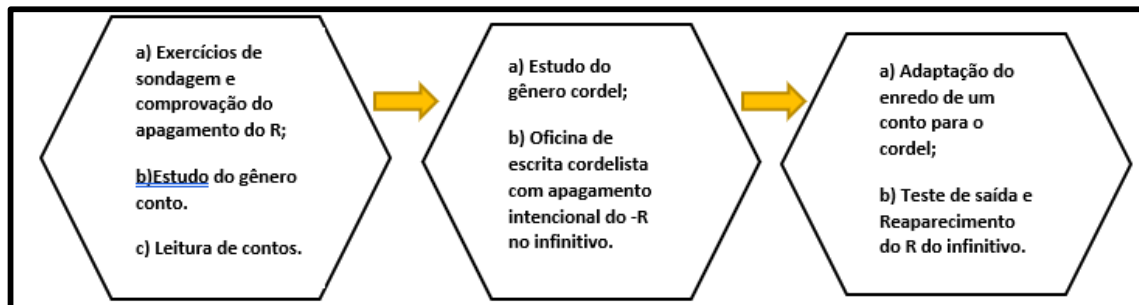 a) Exercícios de
sondagem e
comprovação do
apagamento do R;
b)Estudo do gênero
conto.
c) Leitura de contos.
a) Estudo do
gênero cordel;
b) Oficina de
escrita cordelista
com apagamento
intencional do -R
no infinitivo.
a) Adaptação do
enredo de um
conto para o
cordel;
b) Teste de saída e
Reaparecimento
do R do infinitivo.